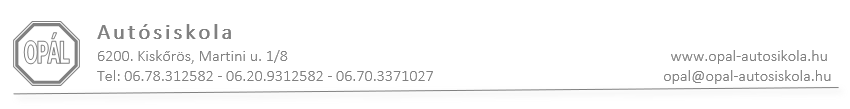 OPÁL
Autósiskola
6200. Kiskőrös, Martini u. 1/8
www.opal-autosikola.hu
Tel: 06.78.312582 - 06.20.9312582 - 06.70.3371027
opal@opal-autosiskola.hu